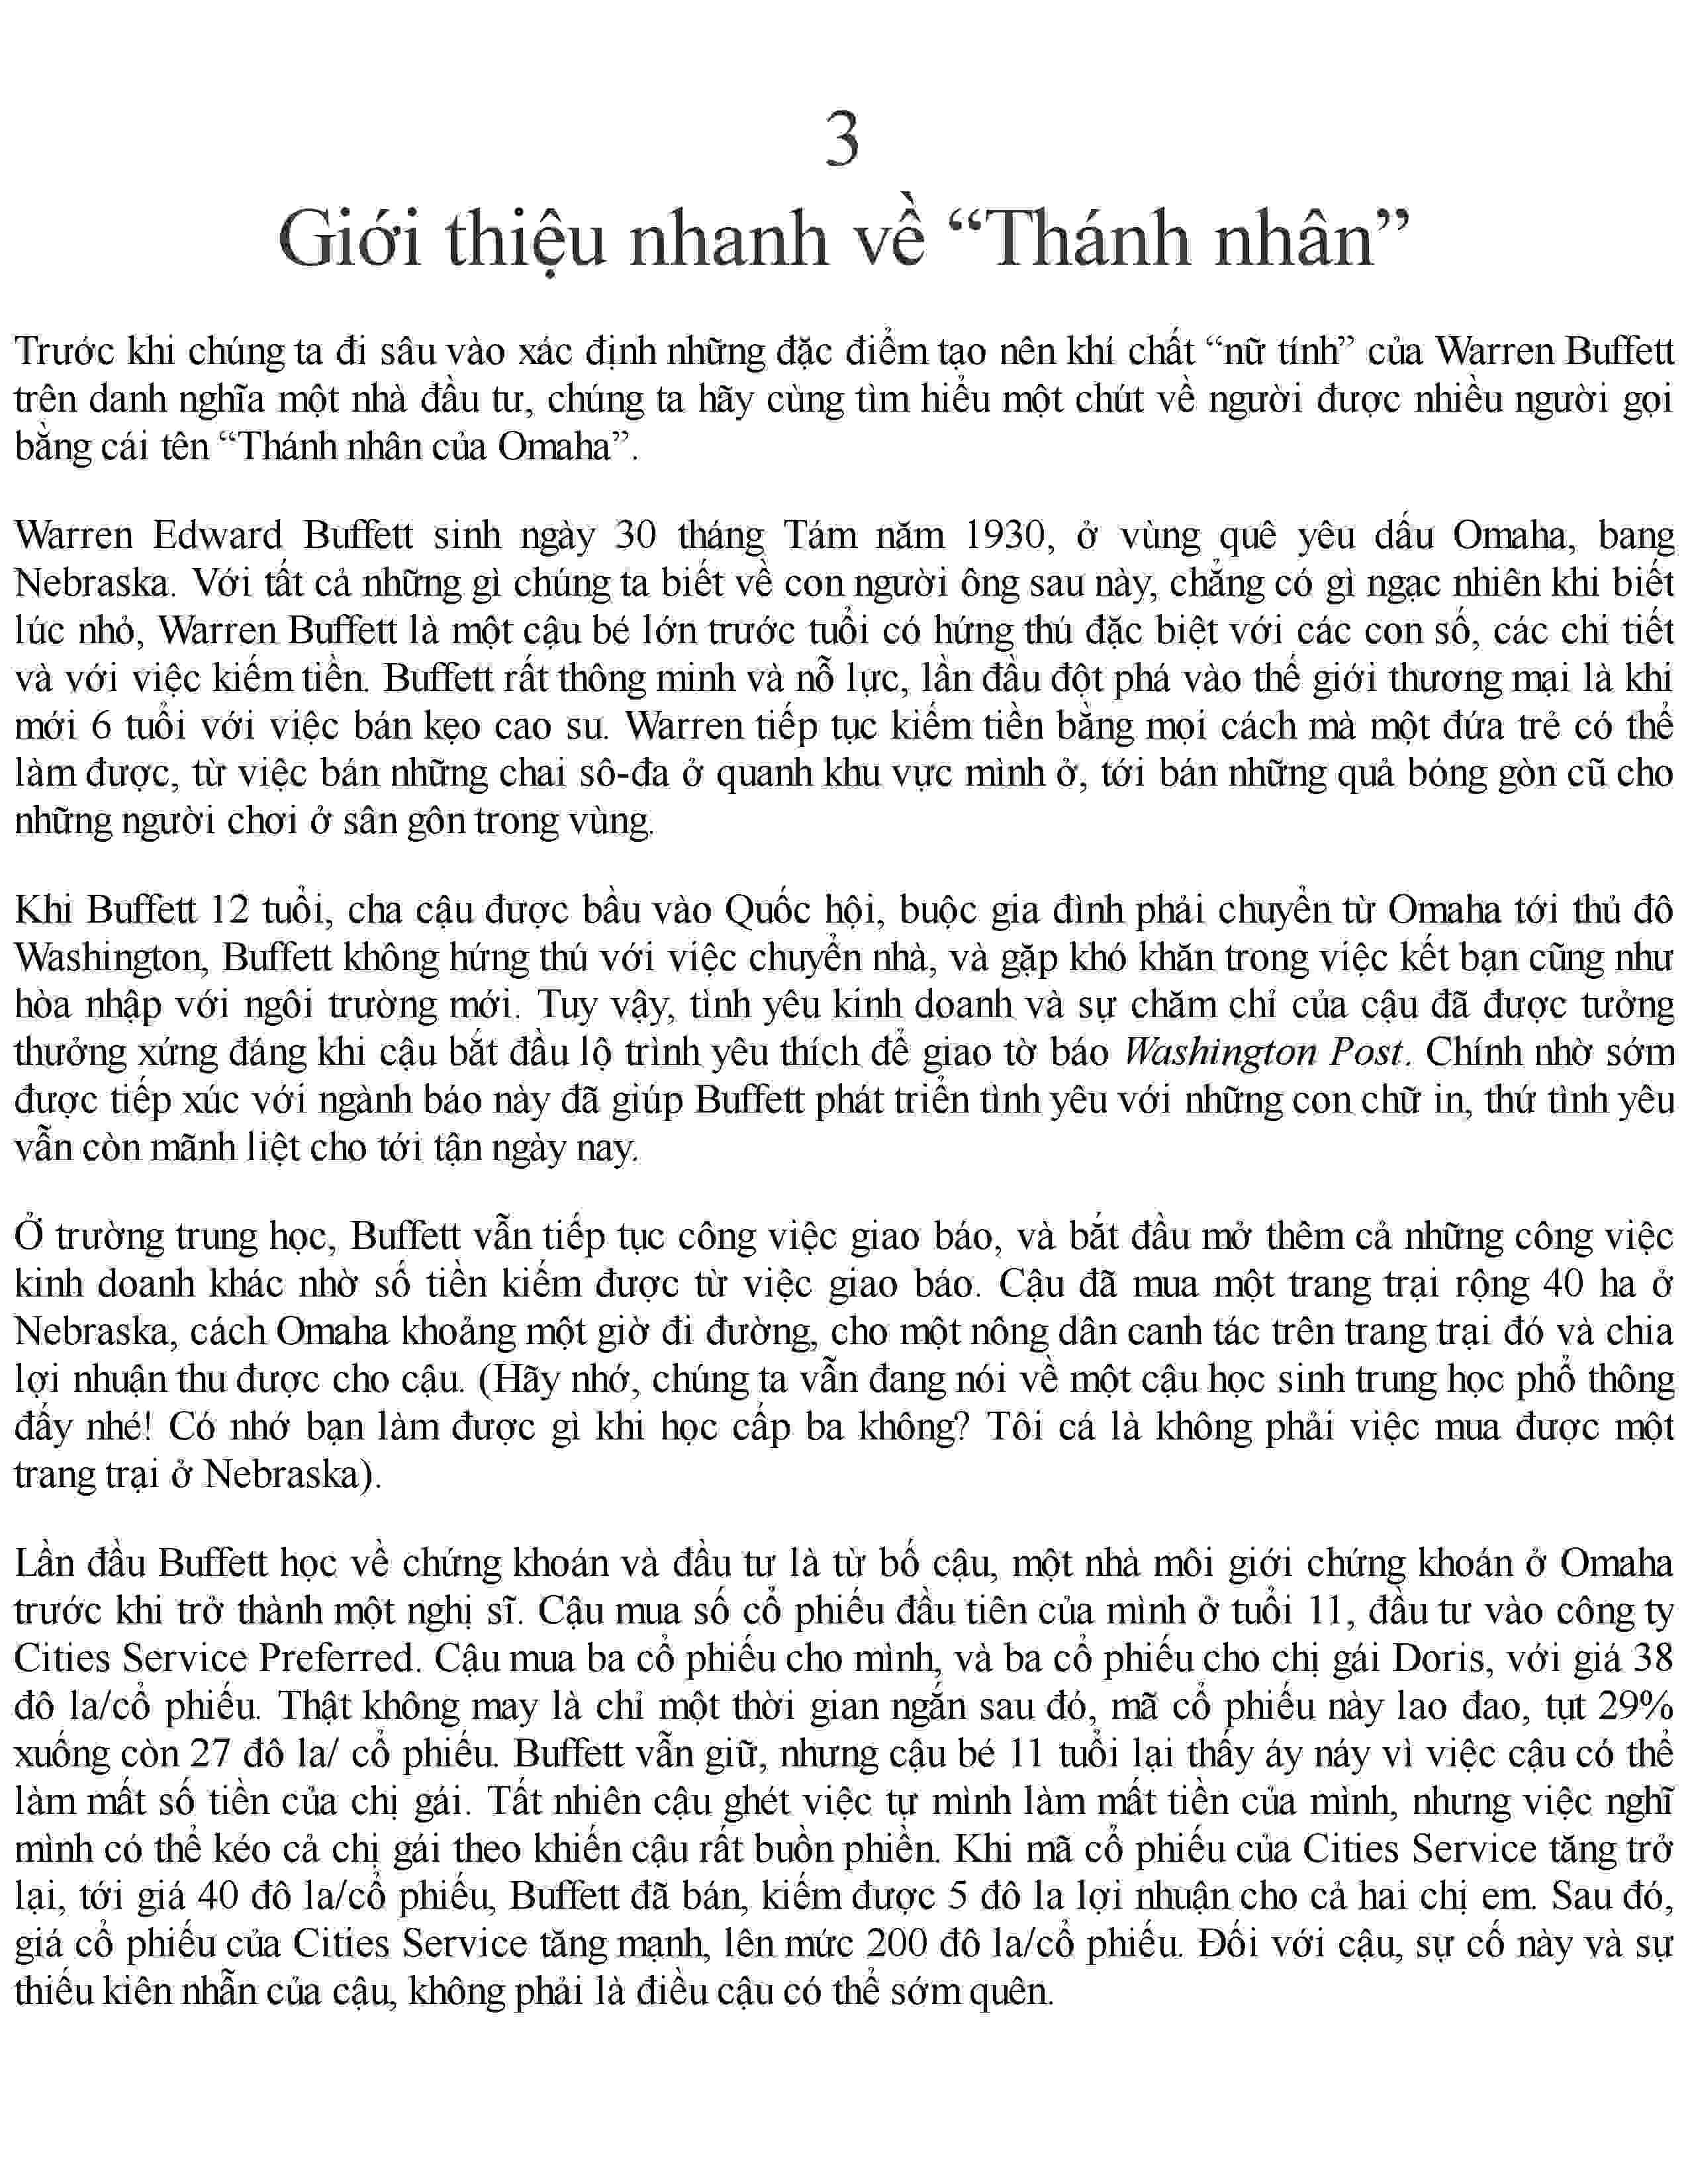 3
Giới thiệu nhanh về “Thánh nhân”
Trước khi chúng ta đi sâu vào xác định những đặc điểm tạo nên khí chất “nữ tính” của Warren Buffett
trên danh nghĩa một nhà đầu tư, chúng ta hãy cùng tìm hiểu một chút về người được nhiều người gọi
bằng cái tên “Thánh nhân của Omaha”.
Warren Edward Buffett sinh ngày 30 tháng Tám năm 1930, ở vùng quê yêu dấu Omaha, bang
Nebraska. Với tất cả những gì chúng ta biết về con người ông sau này, chẳng có gì ngạc nhiên khi biết
lúc nhỏ, Warren Buffett là một cậu bé lớn trước tuổi có hứng thú đặc biệt với các con số, các chi tiết
và với việc kiếm tiền. Buffett rất thông minh và nỗ lực, lần đầu đột phá vào thế giới thương mại là khi
mới 6 tuổi với việc bán kẹo cao su. Warren tiếp tục kiếm tiền bằng mọi cách mà một đứa trẻ có thể
làm được, từ việc bán những chai sô-đa ở quanh khu vực mình ở, tới bán những quả bóng gòn cũ cho
những người chơi ở sân gôn trong vùng.
Khi Buffett 12 tuổi, cha cậu được bầu vào Quốc hội, buộc gia đình phải chuyển từ Omaha tới thủ đô
Washington, Buffett không hứng thú với việc chuyển nhà, và gặp khó khăn trong việc kết bạn cũng như
hòa nhập với ngôi trường mới. Tuy vậy, tình yêu kinh doanh và sự chăm chỉ của cậu đã được tưởng
thưởng xứng đáng khi cậu bắt đầu lộ trình yêu thích để giao tờ báo Washington Post. Chính nhờ sớm
được tiếp xúc với ngành báo này đã giúp Buffett phát triển tình yêu với những con chữ in, thứ tình yêu
vẫn còn mãnh liệt cho tới tận ngày nay.
Ở trường trung học, Buffett vẫn tiếp tục công việc giao báo, và bắt đầu mở thêm cả những công việc
kinh doanh khác nhờ số tiền kiếm được từ việc giao báo. Cậu đã mua một trang trại rộng 40 ha ở
Nebraska, cách Omaha khoảng một giờ đi đường, cho một nông dân canh tác trên trang trại đó và chia
lợi nhuận thu được cho cậu. (Hãy nhớ, chúng ta vẫn đang nói về một cậu học sinh trung học phổ thông
đấy nhé! Có nhớ bạn làm được gì khi học cấp ba không? Tôi cá là không phải việc mua được một
trang trại ở Nebraska).
Lần đầu Buffett học về chứng khoán và đầu tư là từ bố cậu, một nhà môi giới chứng khoán ở Omaha
trước khi trở thành một nghị sĩ. Cậu mua số cổ phiếu đầu tiên của mình ở tuổi 11, đầu tư vào công ty
Cities Service Preferred. Cậu mua ba cổ phiếu cho mình, và ba cổ phiếu cho chị gái Doris, với giá 38
đô la/cổ phiếu. Thật không may là chỉ một thời gian ngắn sau đó, mã cổ phiếu này lao đao, tụt 29%
xuống còn 27 đô la/ cổ phiếu. Buffett vẫn giữ, nhưng cậu bé 11 tuổi lại thấy áy náy vì việc cậu có thể
làm mất số tiền của chị gái. Tất nhiên cậu ghét việc tự mình làm mất tiền của mình, nhưng việc nghĩ
mình có thể kéo cả chị gái theo khiến cậu rất buồn phiền. Khi mã cổ phiếu của Cities Service tăng trở
lại, tới giá 40 đô la/cổ phiếu, Buffett đã bán, kiếm được 5 đô la lợi nhuận cho cả hai chị em. Sau đó,
giá cổ phiếu của Cities Service tăng mạnh, lên mức 200 đô la/cổ phiếu. Đối với cậu, sự cố này và sự
thiếu kiên nhẫn của cậu, không phải là điều cậu có thể sớm quên.